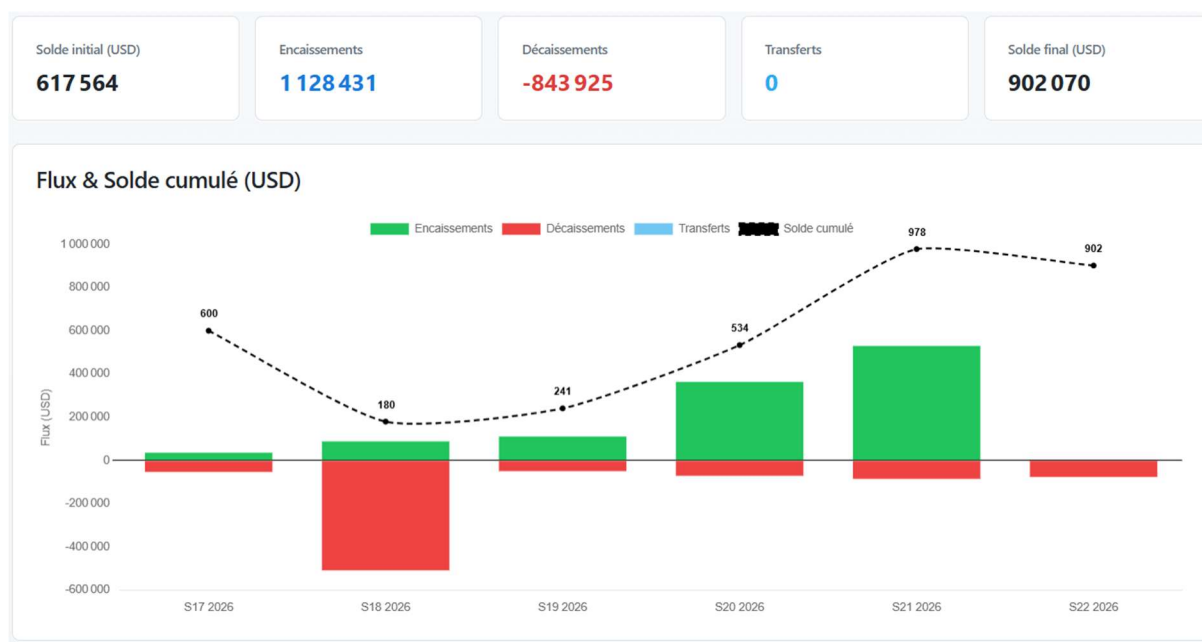 Solde initial (USD)
617 564
Encaissements
1 128 431
Décaissements
-843 925
Transferts
0
Solde final (USD)
902 070
Flux & Solde cumulé (USD)
Encaissements Décaissements Transferts Solde cumulé
Flux (USD)
1 000 000
800 000
600 000
400 000
200 000
0
-200 000
-400 000
-600 000
600
180
241
534
978
902
S17 2026 S18 2026 S19 2026 S20 2026 S21 2026 S22 2026